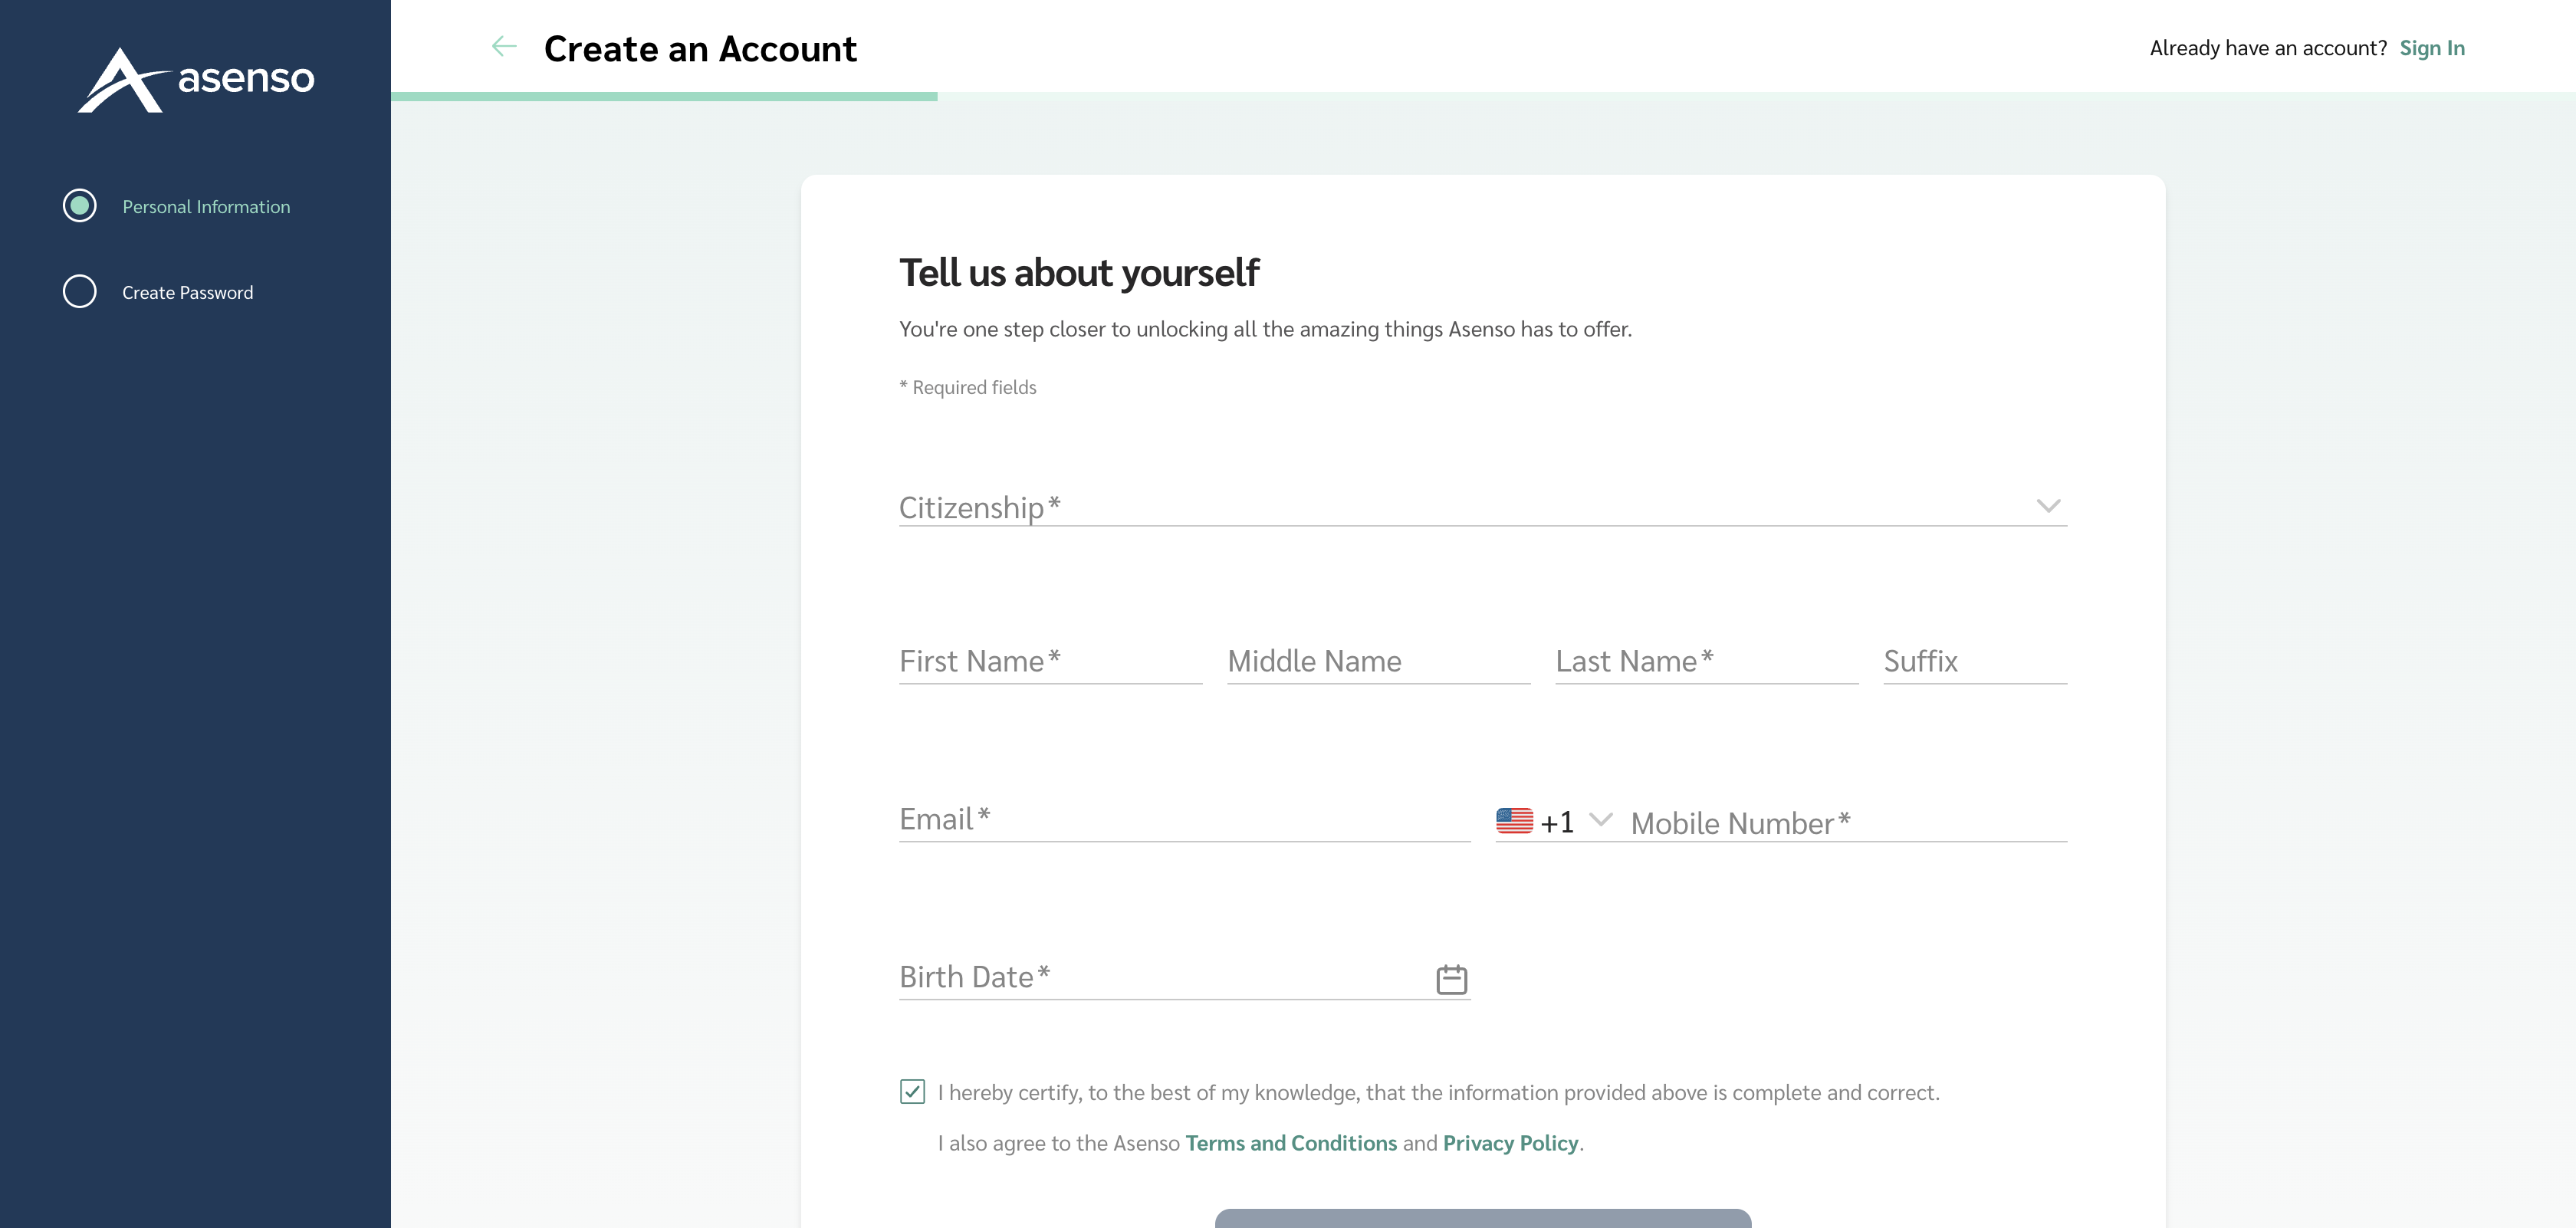 asenso
Personal Information
Create Password
Create an Account
Already have an account? Sign In
Tell us about yourself
You're one step closer to unlocking all the amazing things Asenso has to offer.
* Required fields
Citizenship*
First Name* Middle Name Last Name* Suffix
Email* +1 Mobile Number*
Birth Date*
I hereby certify, to the best of my knowledge, that the information provided above is complete and correct.
I also agree to the Asenso Terms and Conditions and Privacy Policy.